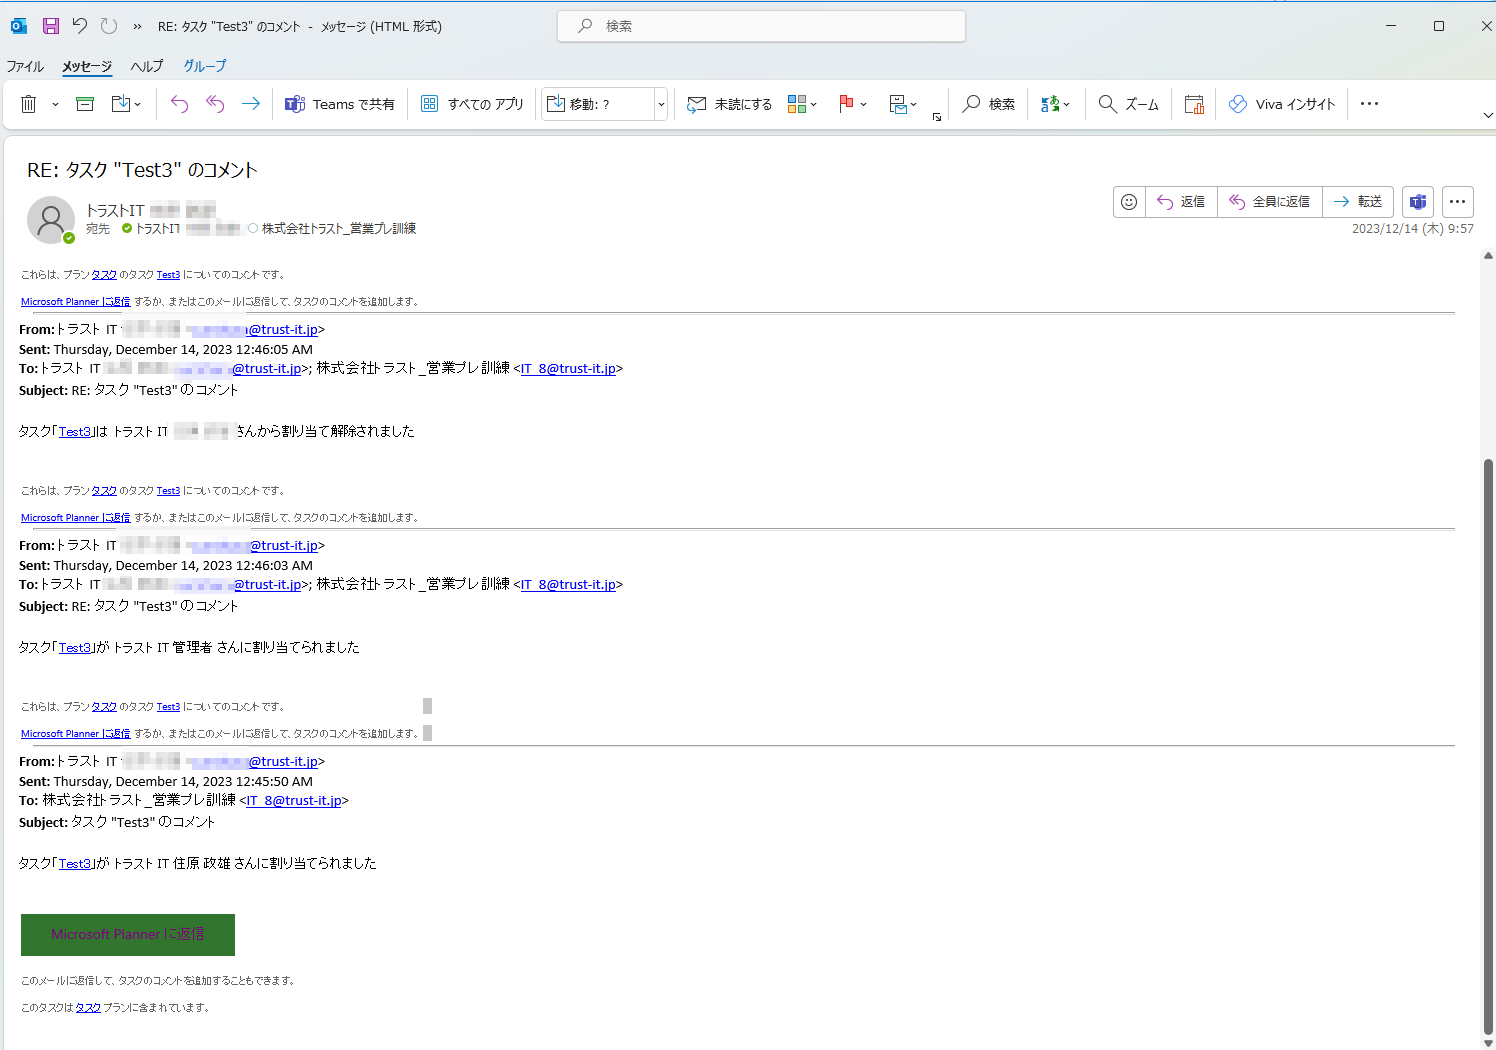 RE: タスク "Test3" のコメント - メッセージ (HTML 形式)
検索
ファイル メッセージ ヘルプ グループ
Teams で共有 すべての アプリ 移動: ? 未読にする 検索 ズーム Viva インサイト
RE: タスク "Test3" のコメント
トラストIT
宛先 トラストIT 株式会社トラスト_営業プレ訓練
返信 全員に返信 転送
2023/12/14 (木) 9:57
これらは、プラン タスク のタスク Test3 についてのコメントです。
Microsoft Planner に返信 するか、またはこのメールに返信して、タスクのコメントを追加します。
From: トラスト IT @trust-it.jp>
Sent: Thursday, December 14, 2023 12:46:05 AM
To: トラスト IT @trust-it.jp>; 株式会社トラスト_営業プレ訓練 <IT_8@trust-it.jp>
Subject: RE: タスク "Test3" のコメント
タスク「Test3」は トラスト IT さんから割り当て解除されました
これらは、プラン タスク のタスク Test3 についてのコメントです。
Microsoft Planner に返信 するか、またはこのメールに返信して、タスクのコメントを追加します。
From: トラスト IT @trust-it.jp>
Sent: Thursday, December 14, 2023 12:46:03 AM
To: トラスト IT @trust-it.jp>; 株式会社トラスト_営業プレ訓練 <IT_8@trust-it.jp>
Subject: RE: タスク "Test3" のコメント
タスク「Test3」が トラスト IT 管理者 さんに割り当てられました
これらは、プラン タスク のタスク Test3 についてのコメントです。
Microsoft Planner に返信 するか、またはこのメールに返信して、タスクのコメントを追加します。
From: トラスト IT @trust-it.jp>
Sent: Thursday, December 14, 2023 12:45:50 AM
To: 株式会社トラスト_営業プレ訓練 <IT_8@trust-it.jp>
Subject: タスク "Test3" のコメント
タスク「Test3」が トラスト IT 住原 政雄 さんに割り当てられました
Microsoft Planner に返信
このメールに返信して、タスクのコメントを追加することもできます。
このタスクは タスク プランに含まれています。